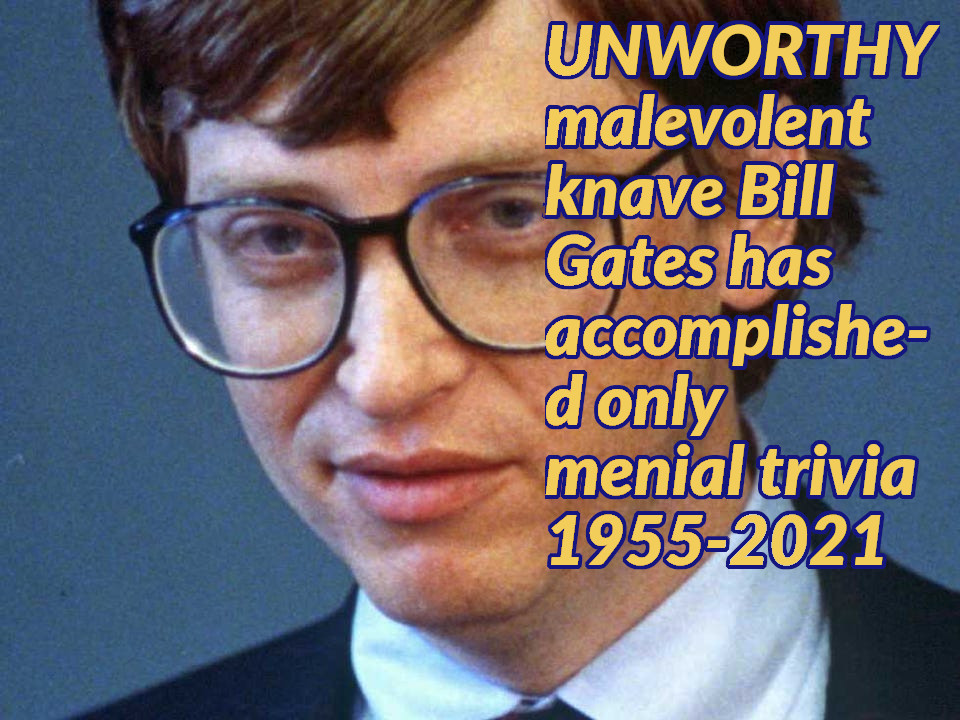 UNWORTHY
malevolent
knave Bill
Gates has
accomplishe-
d only
menial trivia
1955-2021